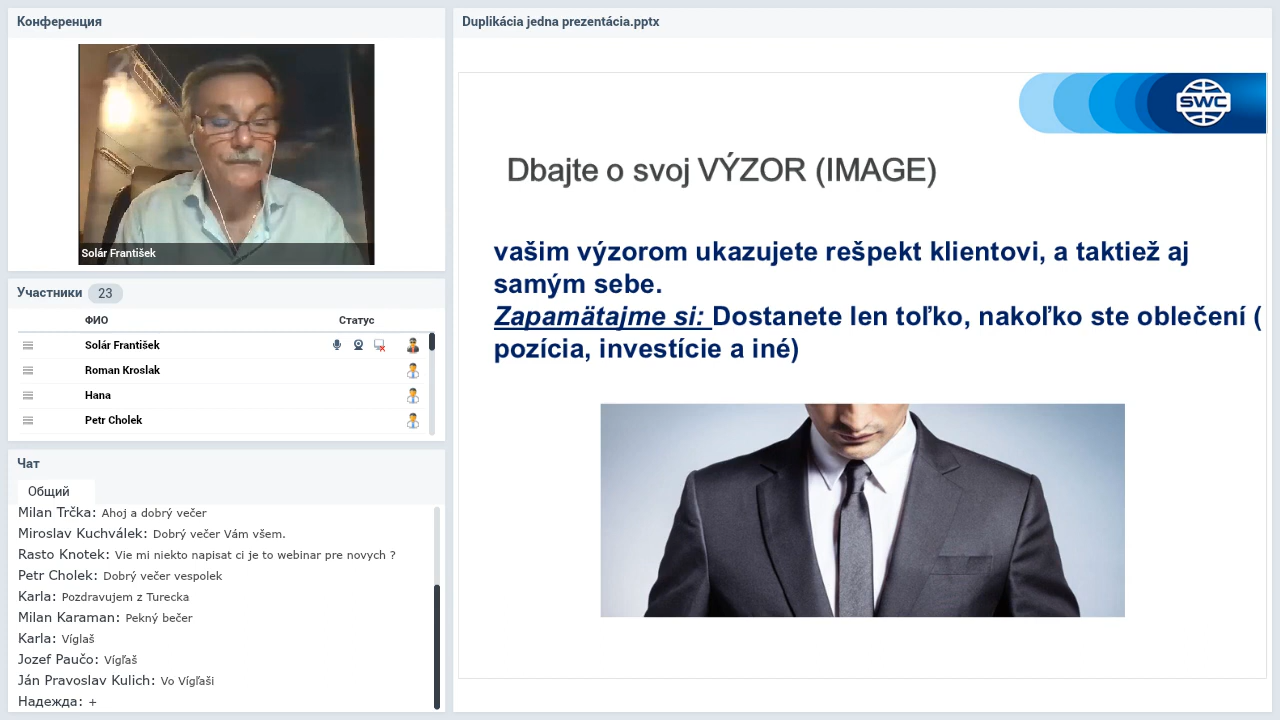 Конференция
Solár František
Участники 23
ФИО Статус
Solár František
Roman Kroslak
Hana
Petr Cholek
Чат
Общий
Milan Trčka: Ahoj a dobrý večer
Miroslav Kuchválek: Dobrý večer Vám všem.
Rasto Knotek: Vie mi niekto napisat ci je to webinar pre novych ?
Petr Cholek: Dobrý večer vespolek
Karla: Pozdravujem z Turecka
Milan Karaman: Pekný bečer
Karla: Víglaš
Jozef Paučo: Vígľaš
Ján Pravoslav Kulich: Vo Vígľaši
Надежда: +
Duplikácia jedna prezentácia.pptx
SWC
Dbajte o svoj VÝZOR (IMAGE)
vašim výzorom ukazujete rešpekt klientovi, a taktiež aj
samým sebe.
Zapamätajme si: Dostanete len toľko, nakoľko ste oblečení (
pozícia, investície a iné)